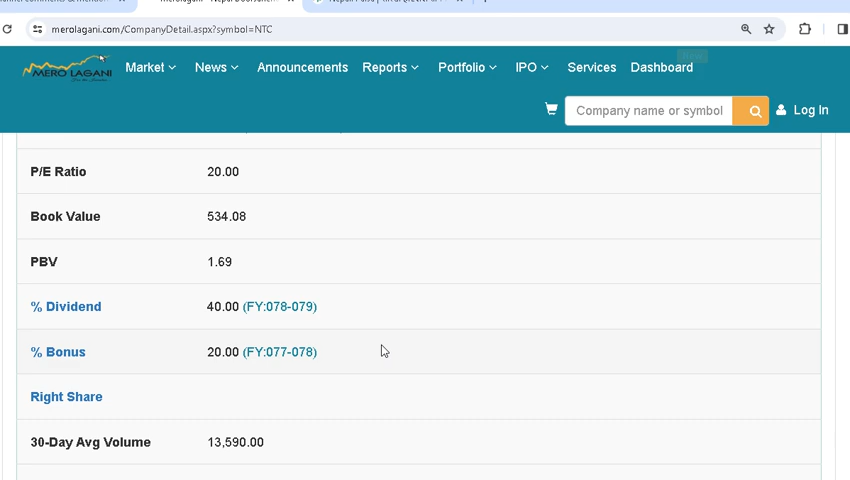 merolagani.com/CompanyDetail.aspx?symbol=NTC
MERO LAGANI
Market News Announcements Reports Portfolio IPO Services Dashboard
Company name or symbol Log In
P/E Ratio 20.00
Book Value 534.08
PBV 1.69
% Dividend 40.00 (FY:078-079)
% Bonus 20.00 (FY:077-078)
Right Share
30-Day Avg Volume 13,590.00